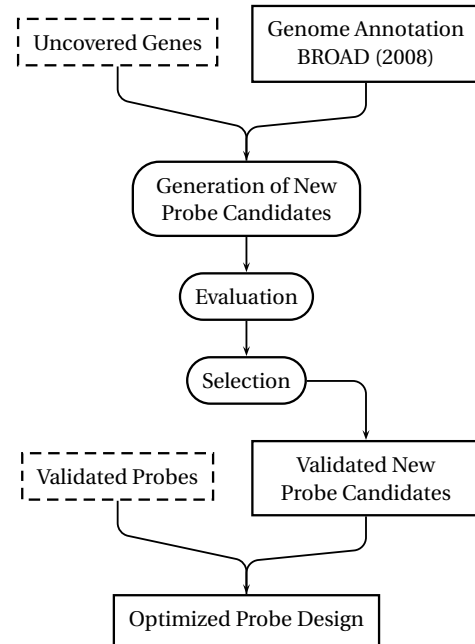 Uncovered Genes
Genome Annotation
BROAD (2008)
Generation of New
Probe Candidates
Evaluation
Selection
Validated Probes
Validated New
Probe Candidates
Optimized Probe Design